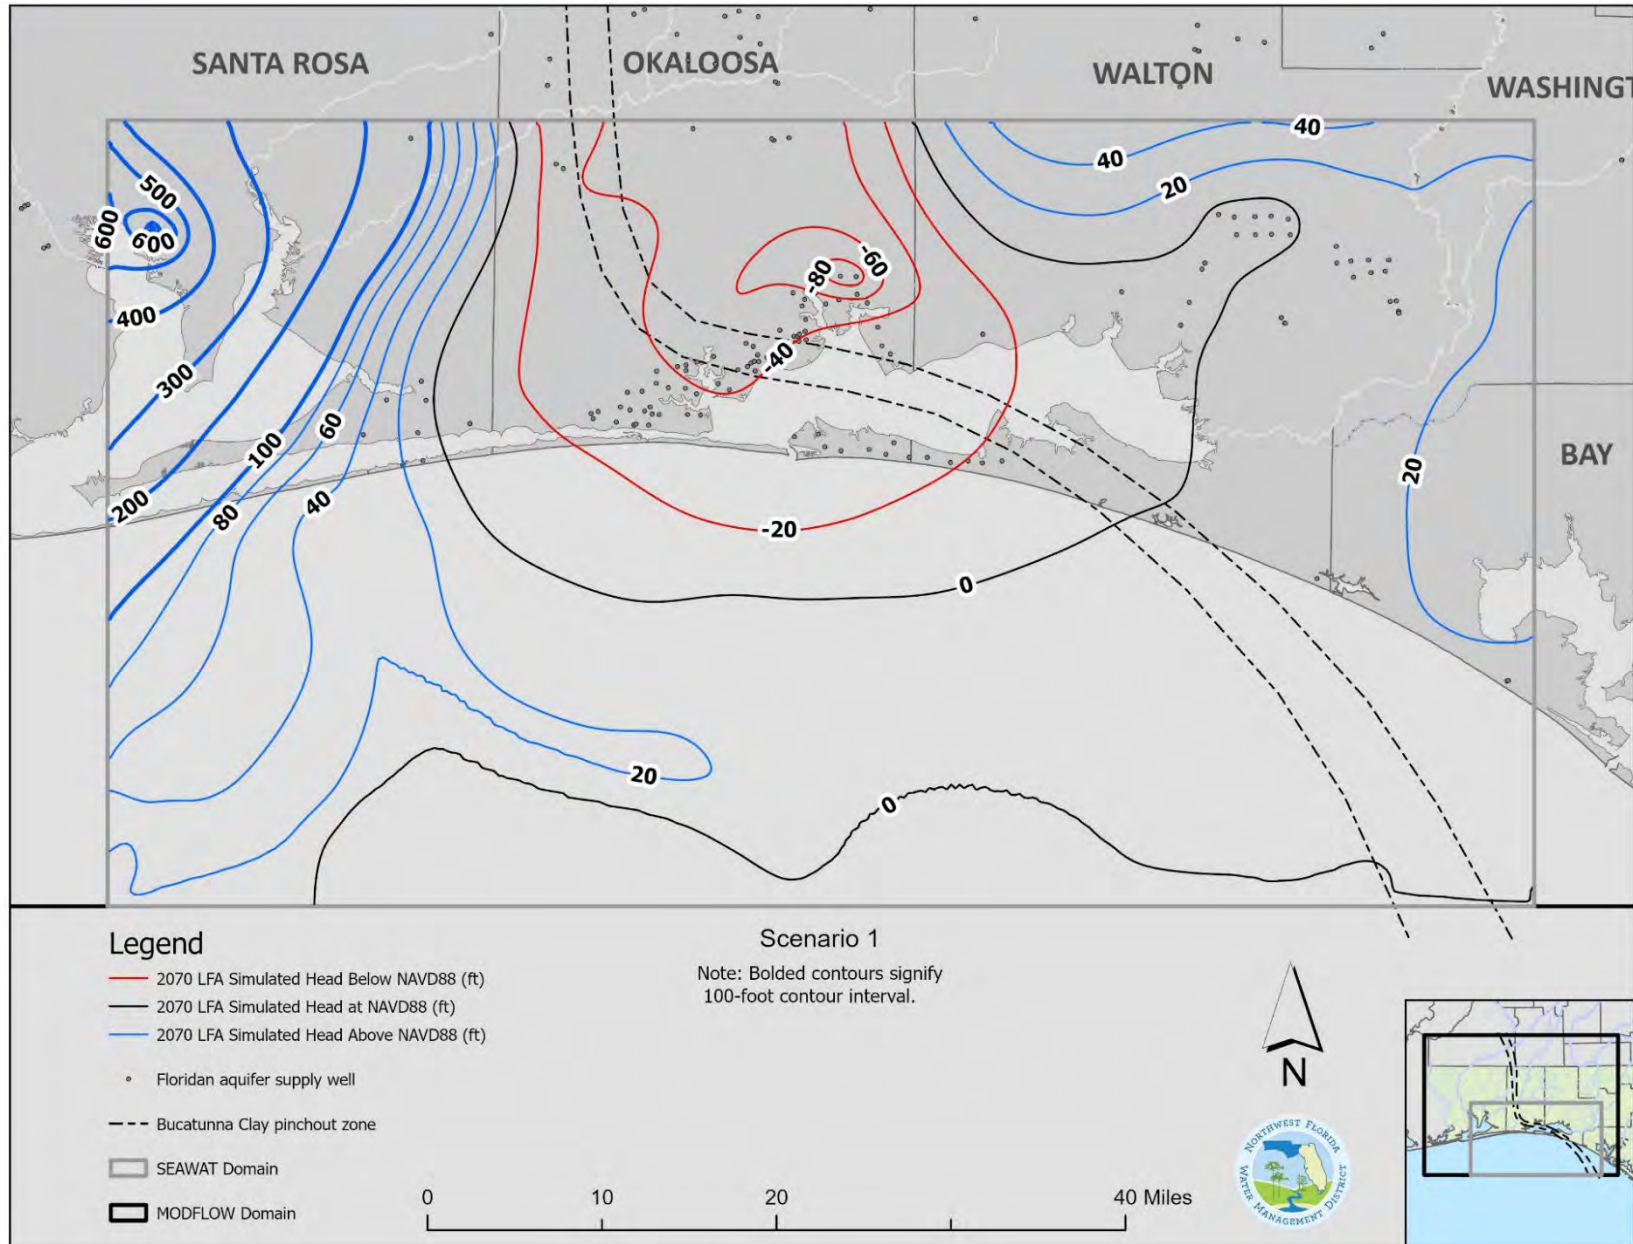 SANTA ROSA
OKALOOSA
WALTON
WASHINGT
40
40
20
500
600
600
400
-60
-80
300
-40
60
100
20
BAY
200
80
40
-20
0
20
0
Legend
2070 LFA Simulated Head Below NAVD88 (ft)
2070 LFA Simulated Head at NAVD88 (ft)
2070 LFA Simulated Head Above NAVD88 (ft)
Floridan aquifer supply well
Bucatunna Clay pinchout zone
SEAWAT Domain
MODFLOW Domain
Scenario 1
Note: Bolded contours signify
100-foot contour interval.
0
10
20
40 Miles
N
NORTHWEST FLORIDA
WATER MANAGEMENT DISTRICT